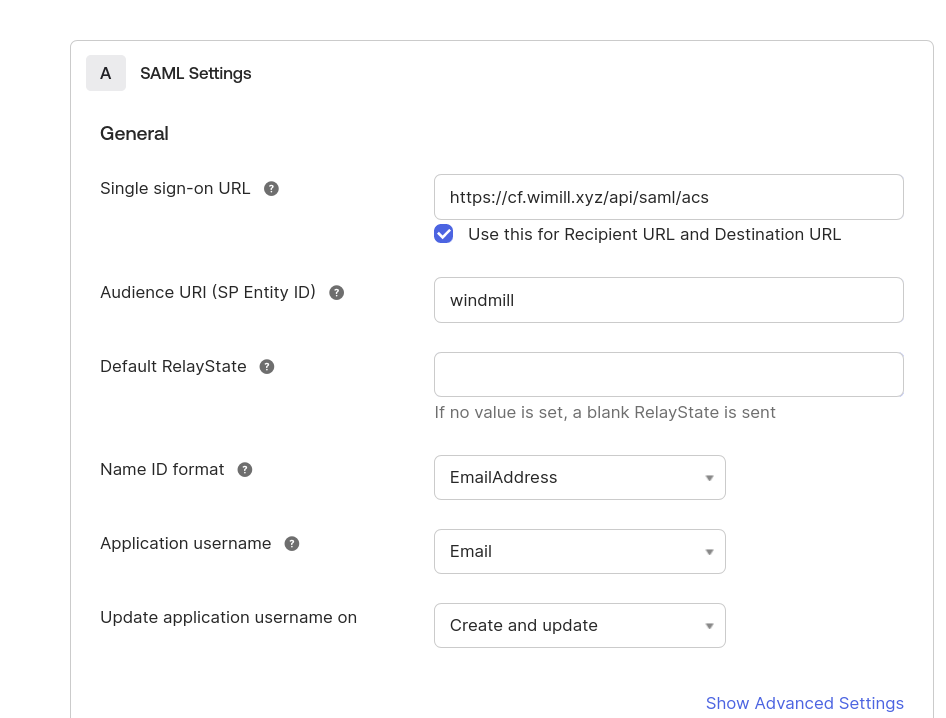 A SAML Settings
General
Single sign-on URL ?
https://cf.wimill.xyz/api/saml/acs
Use this for Recipient URL and Destination URL
Audience URI (SP Entity ID) ?
windmill
Default RelayState ?
If no value is set, a blank RelayState is sent
Name ID format ?
EmailAddress
Application username ?
Email
Update application username on
Create and update
Show Advanced Settings